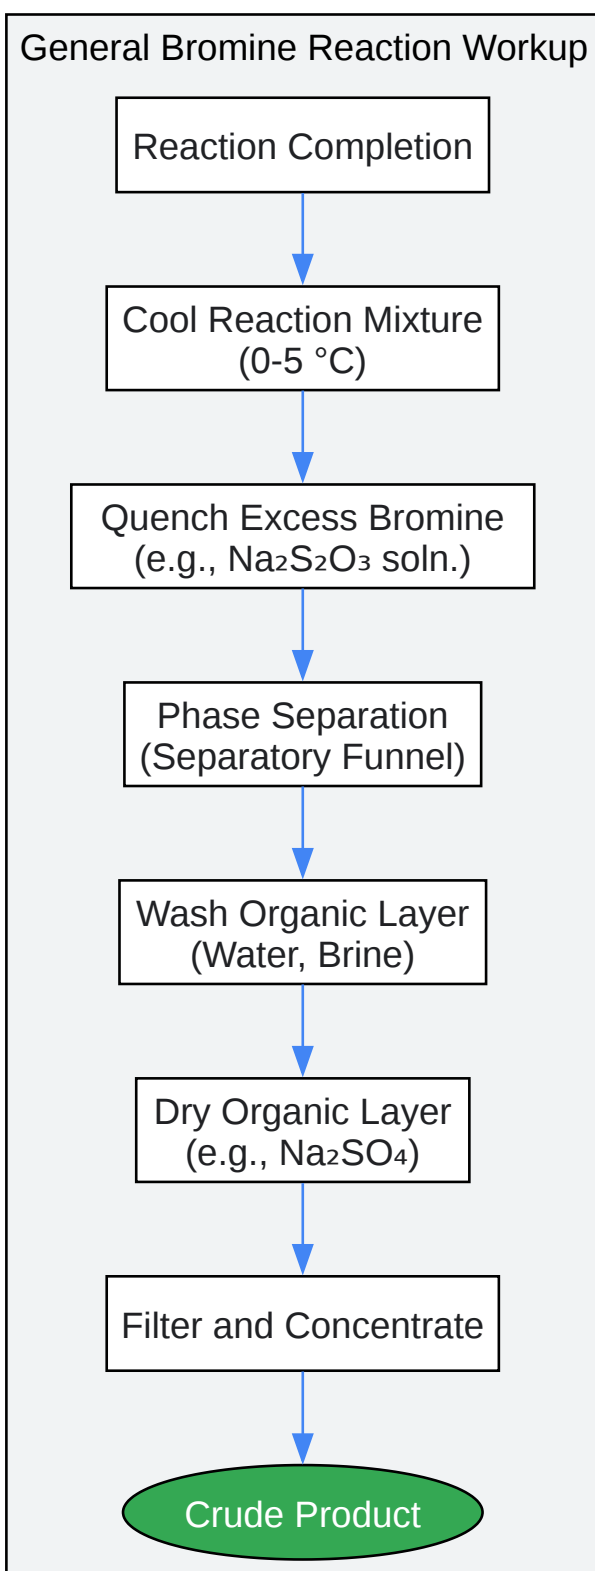 General Bromine Reaction Workup
Reaction Completion
Cool Reaction Mixture
(0-5 °C)
Quench Excess Bromine
(e.g., Na₂S₂O₃ soln.)
Phase Separation
(Separatory Funnel)
Wash Organic Layer
(Water, Brine)
Dry Organic Layer
(e.g., Na₂SO₄)
Filter and Concentrate
Crude Product